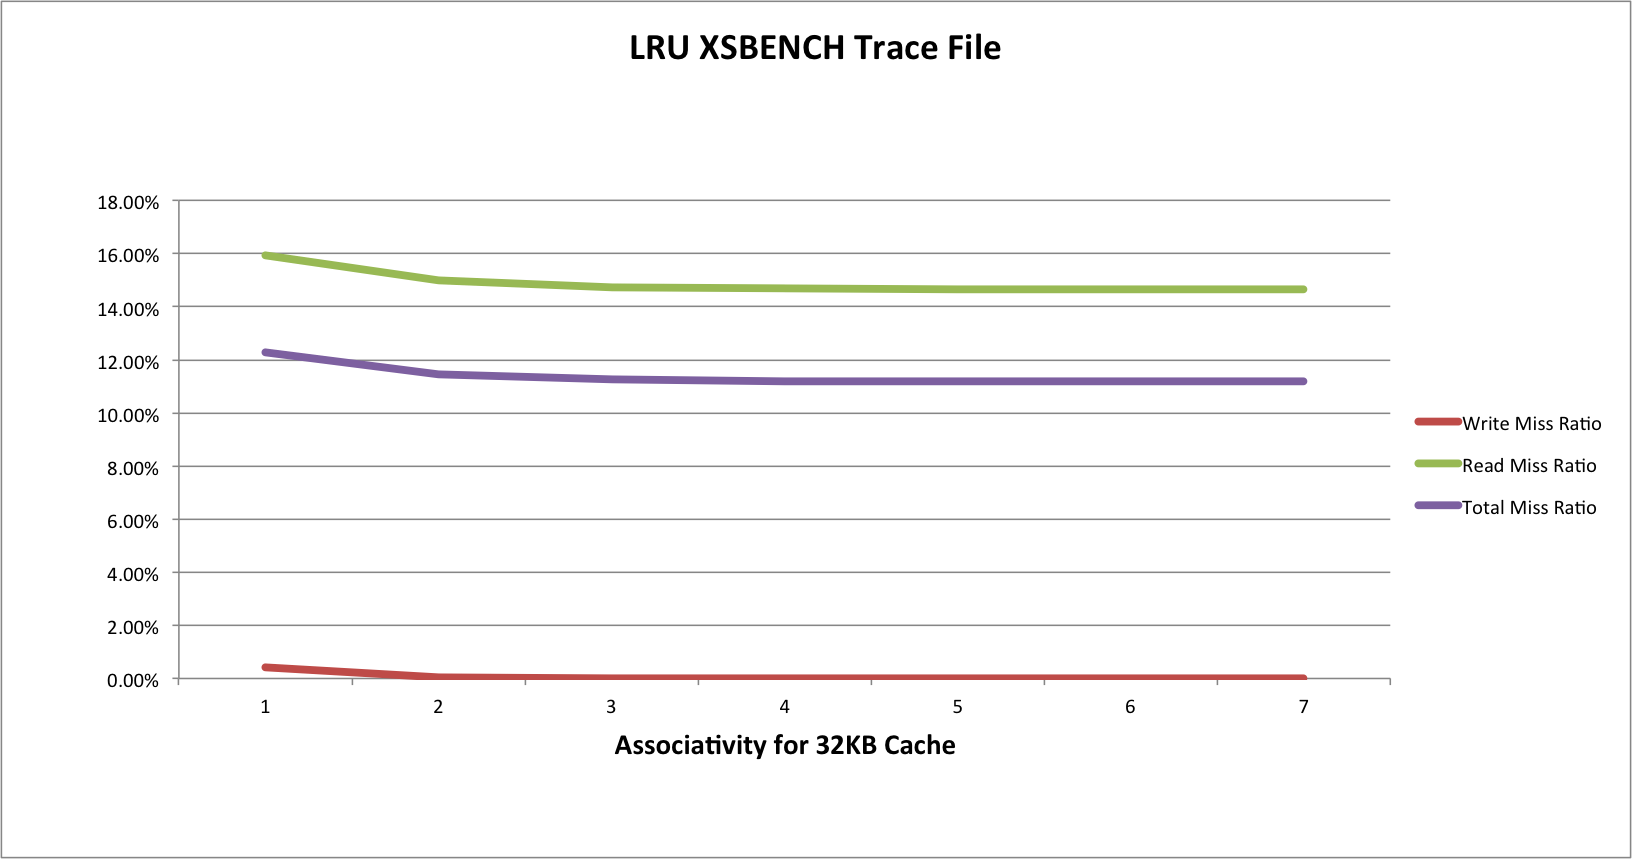 LRU XSBENCH Trace File
18.00%
16.00%
14.00%
12.00%
10.00%
8.00%
6.00%
4.00%
2.00%
0.00%
1 2 3 4 5 6 7
Associativity for 32KB Cache
Write Miss Ratio
Read Miss Ratio
Total Miss Ratio